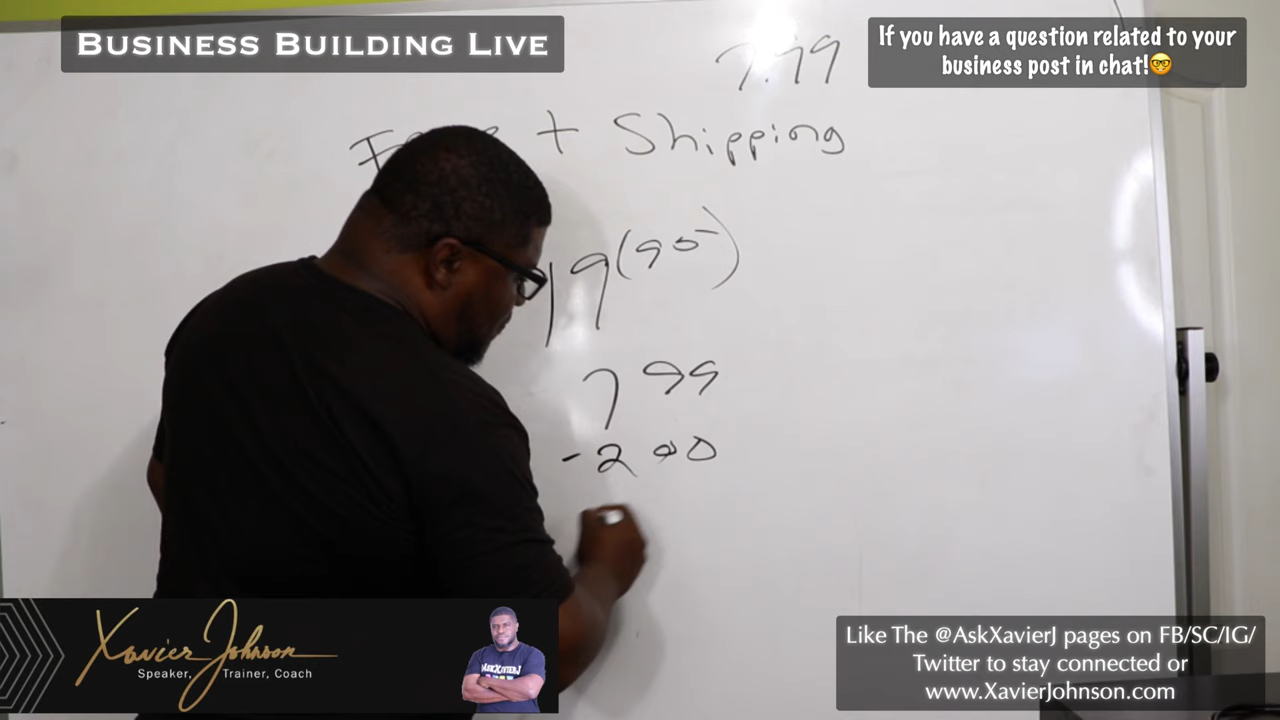 BUSINESS BUILDING LIVE
If you have a question related to your
business post in chat!🤓
7.99
+ Shipping
19(95)
7 99
- 2 00
Xavier Johnson
Speaker, Trainer, Coach
Like The @AskXavierJ pages on FB/SC/IG/
Twitter to stay connected or
www.XavierJohnson.com